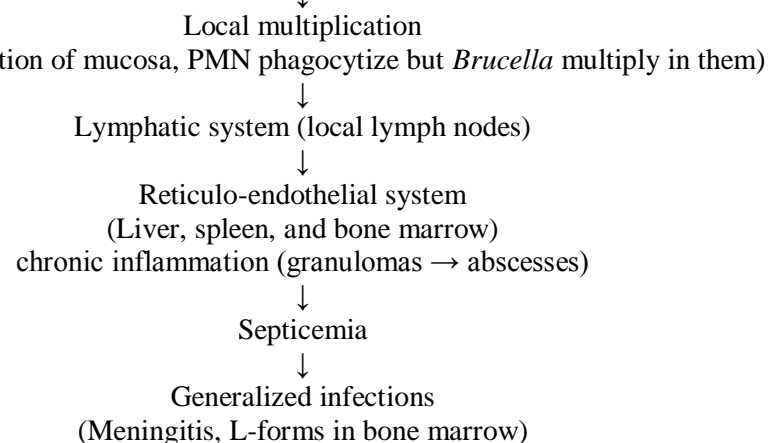 ↓
Local multiplication
tion of mucosa, PMN phagocytize but Brucella multiply in them)
↓
Lymphatic system (local lymph nodes)
↓
Reticulo-endothelial system
(Liver, spleen, and bone marrow)
chronic inflammation (granulomas → abscesses)
↓
Septicemia
↓
Generalized infections
(Meningitis, L-forms in bone marrow)